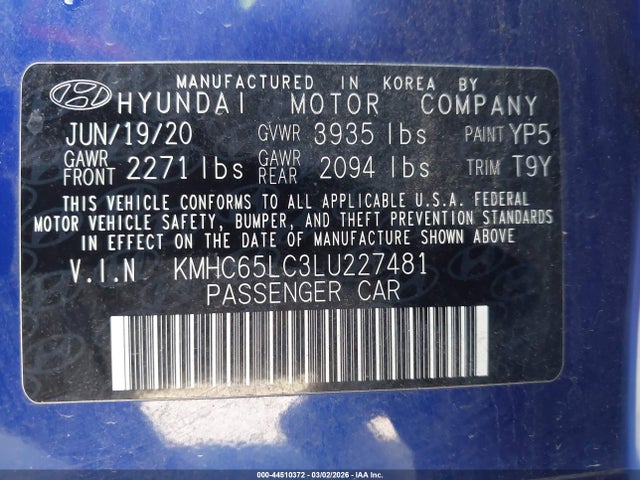 MANUFACTURED IN KOREA BY
HYUNDAI MOTOR COMPANY
JUN/19/20 GVWR 3935 lbs PAINT YP5
GAWR FRONT 2271 lbs GAWR REAR 2094 lbs TRIM T9Y
THIS VEHICLE CONFORMS TO ALL APPLICABLE U.S.A. FEDERAL
MOTOR VEHICLE SAFETY, BUMPER, AND THEFT PREVENTION STANDARDS
IN EFFECT ON THE DATE OF MANUFACTURE SHOWN ABOVE.
V.I.N KMHC65LC3LU227481
PASSENGER CAR
000-44510372 | 03/02/2026 - IAA Inc.